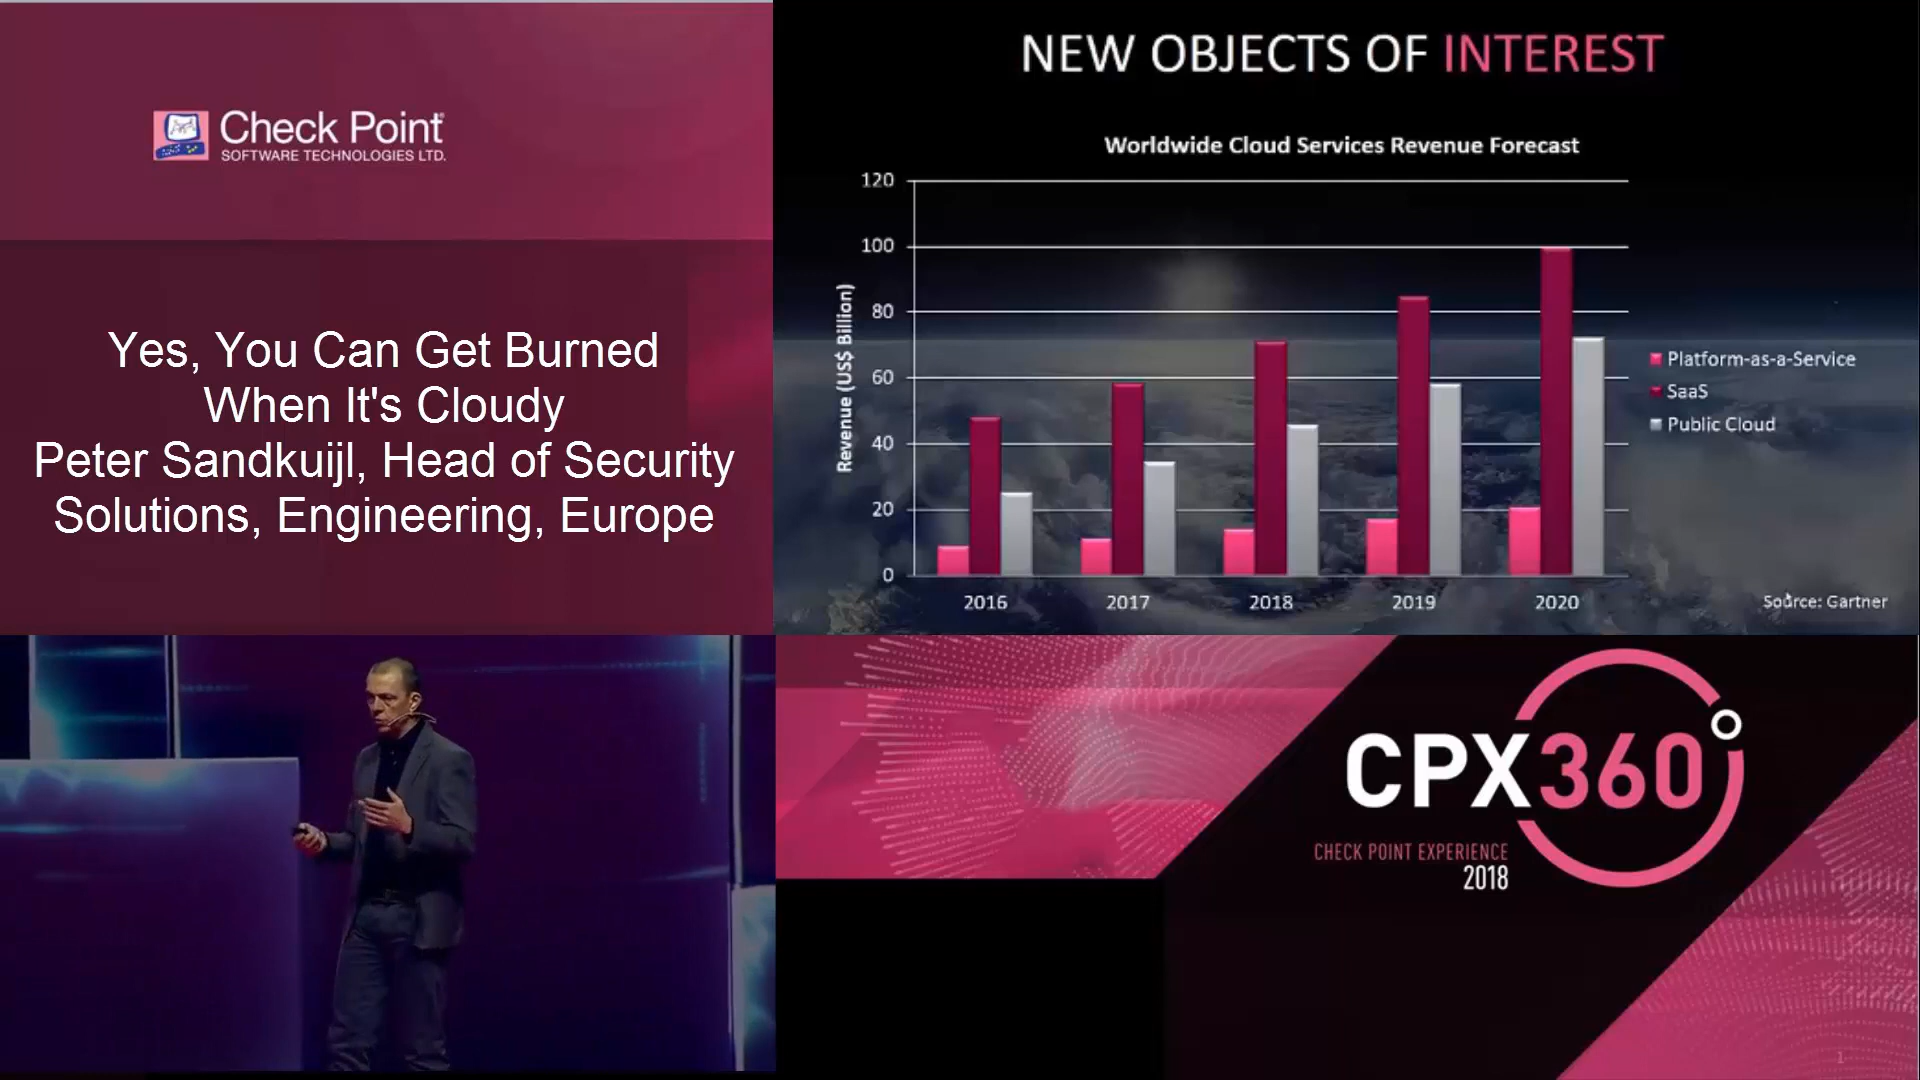 Check Point
SOFTWARE TECHNOLOGIES LTD.
Yes, You Can Get Burned
When It's Cloudy
Peter Sandkuijl, Head of Security
Solutions, Engineering, Europe
NEW OBJECTS OF INTEREST
Worldwide Cloud Services Revenue Forecast
Revenue (US$ Billion)
120
100
80
60
40
20
0
2016 2017 2018 2019 2020
Platform-as-a-Service
SaaS
Public Cloud
Source: Gartner
CPX360°
CHECK POINT EXPERIENCE
2018
1